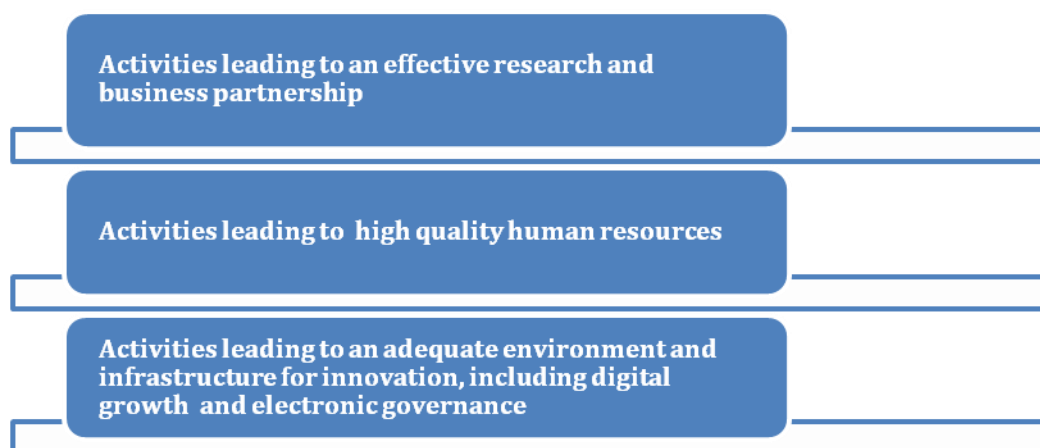 Activities leading to an effective research and
business partnership
Activities leading to high quality human resources
Activities leading to an adequate environment and
infrastructure for innovation, including digital
growth and electronic governance